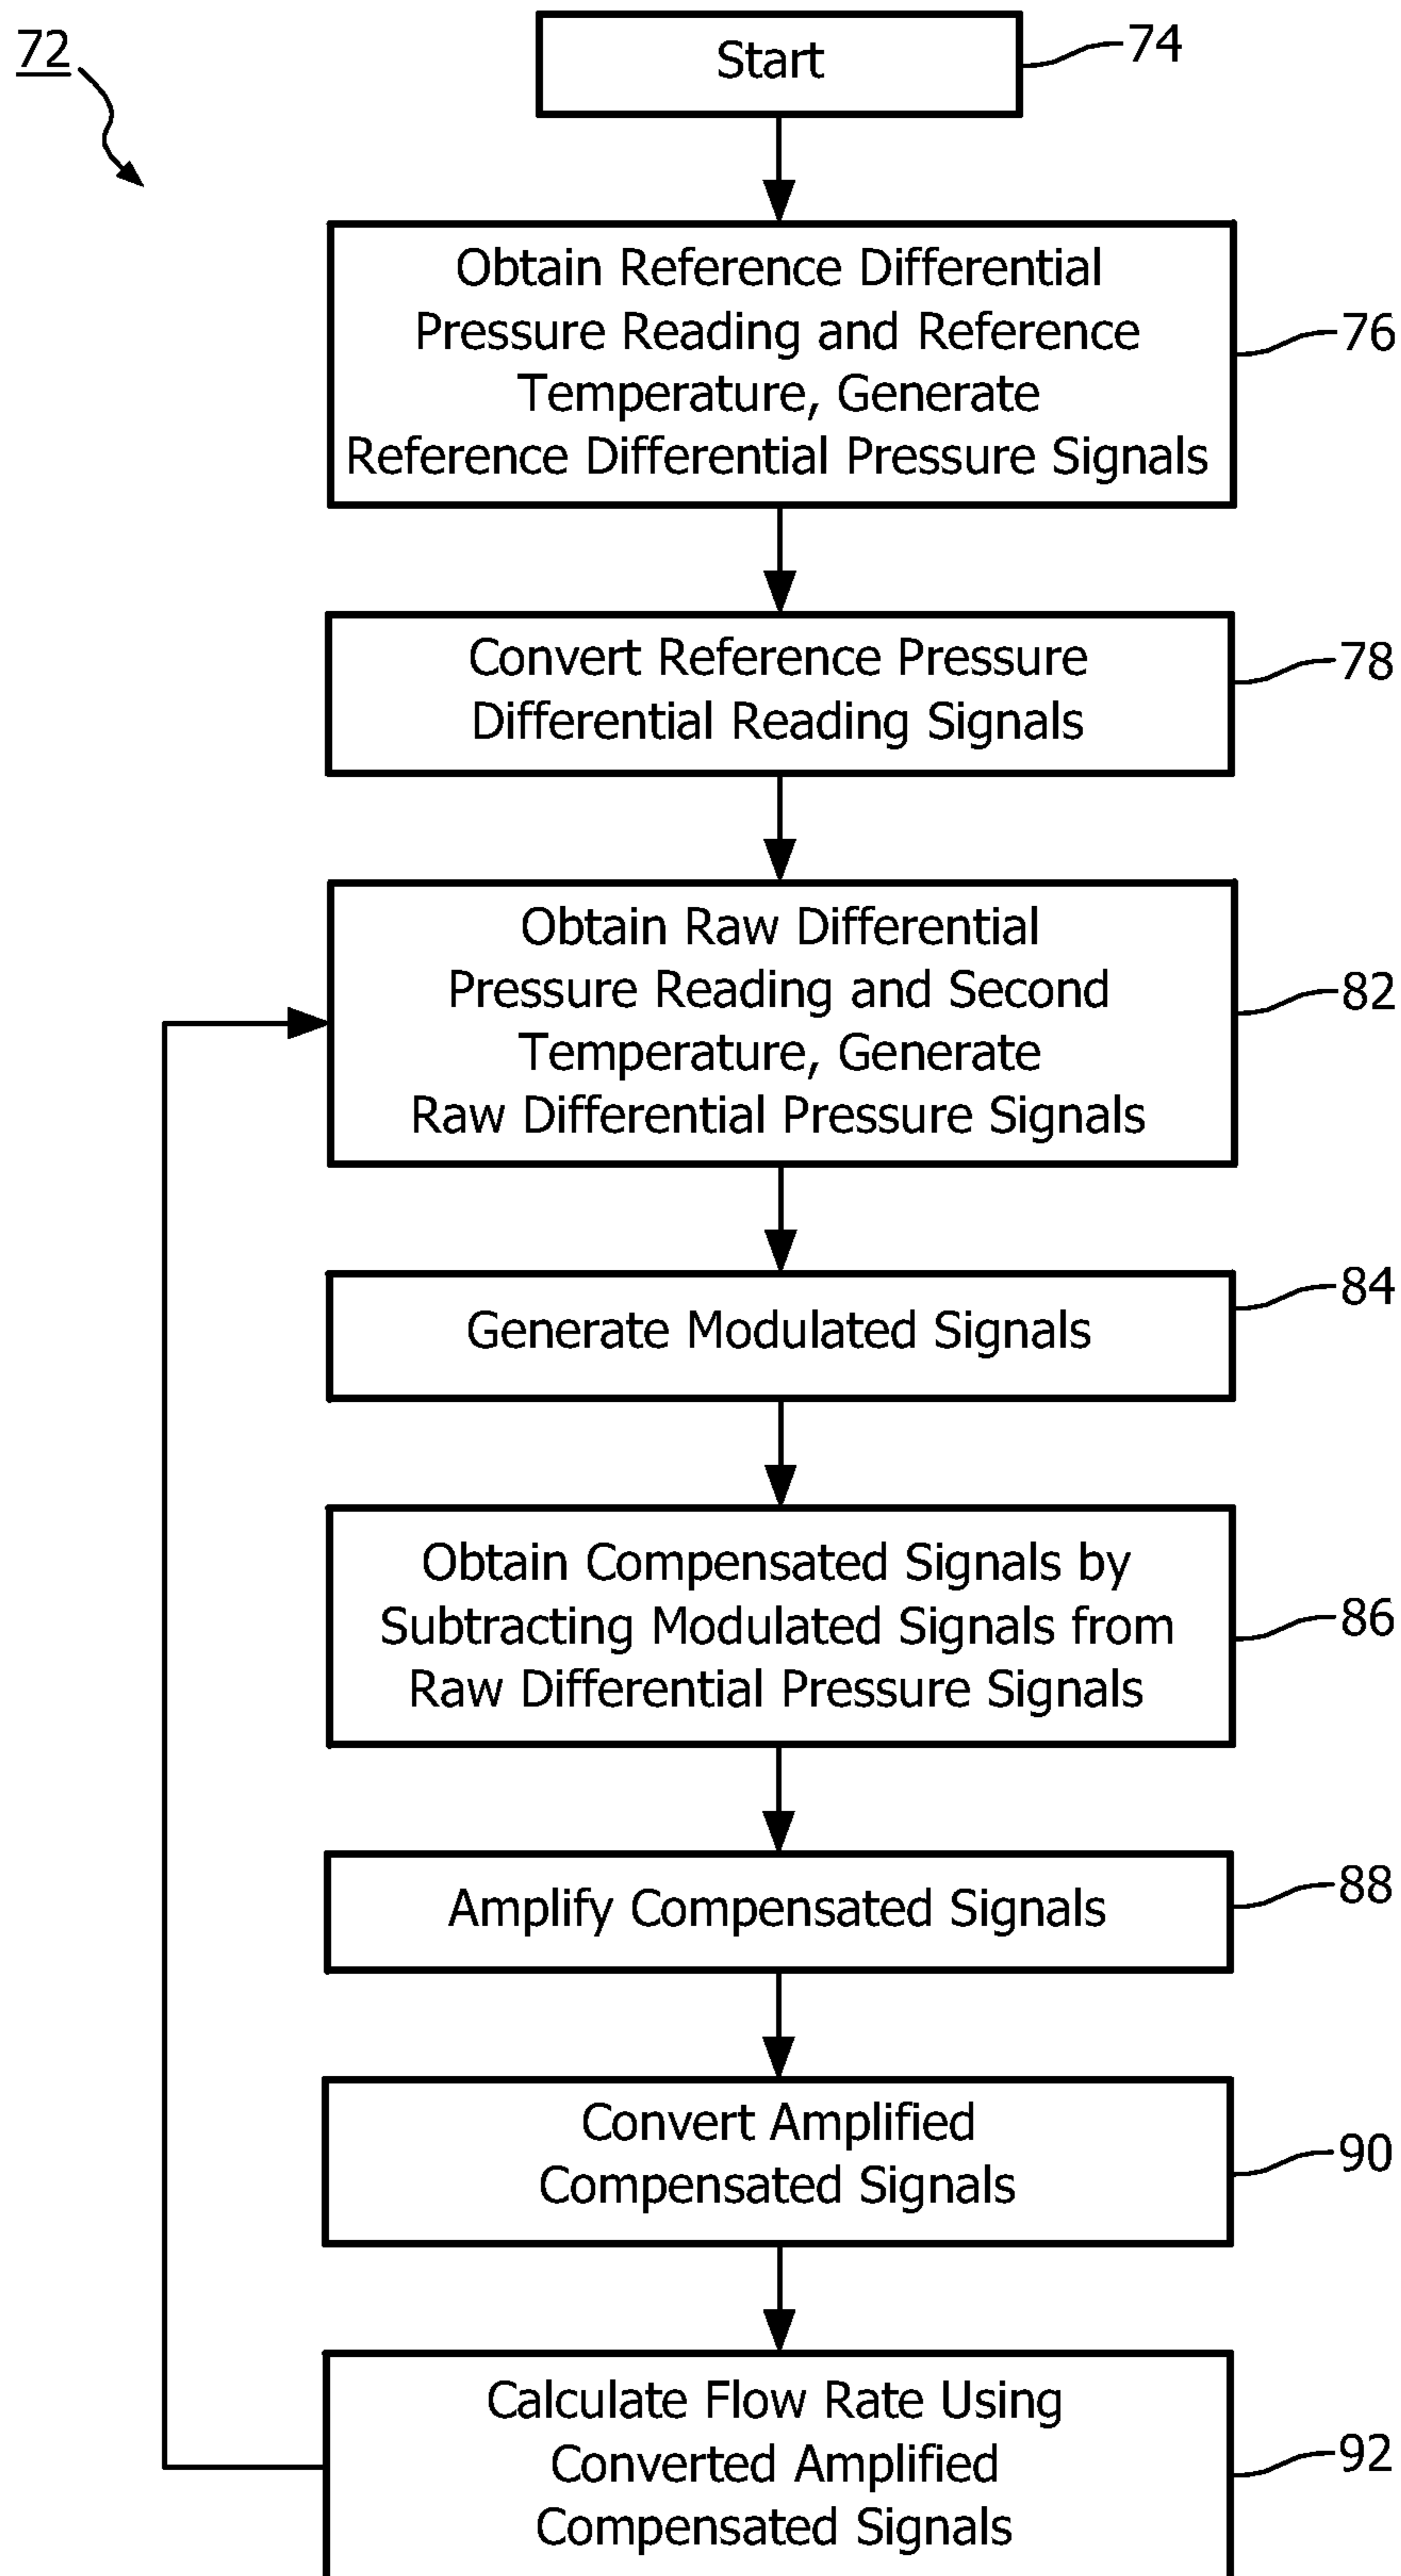 72
Start
74
Obtain Reference Differential
Pressure Reading and Reference
Temperature, Generate
Reference Differential Pressure Signals
76
Convert Reference Pressure
Differential Reading Signals
78
Obtain Raw Differential
Pressure Reading and Second
Temperature, Generate
Raw Differential Pressure Signals
82
Generate Modulated Signals
84
Obtain Compensated Signals by
Subtracting Modulated Signals from
Raw Differential Pressure Signals
86
Amplify Compensated Signals
88
Convert Amplified
Compensated Signals
90
Calculate Flow Rate Using
Converted Amplified
Compensated Signals
92